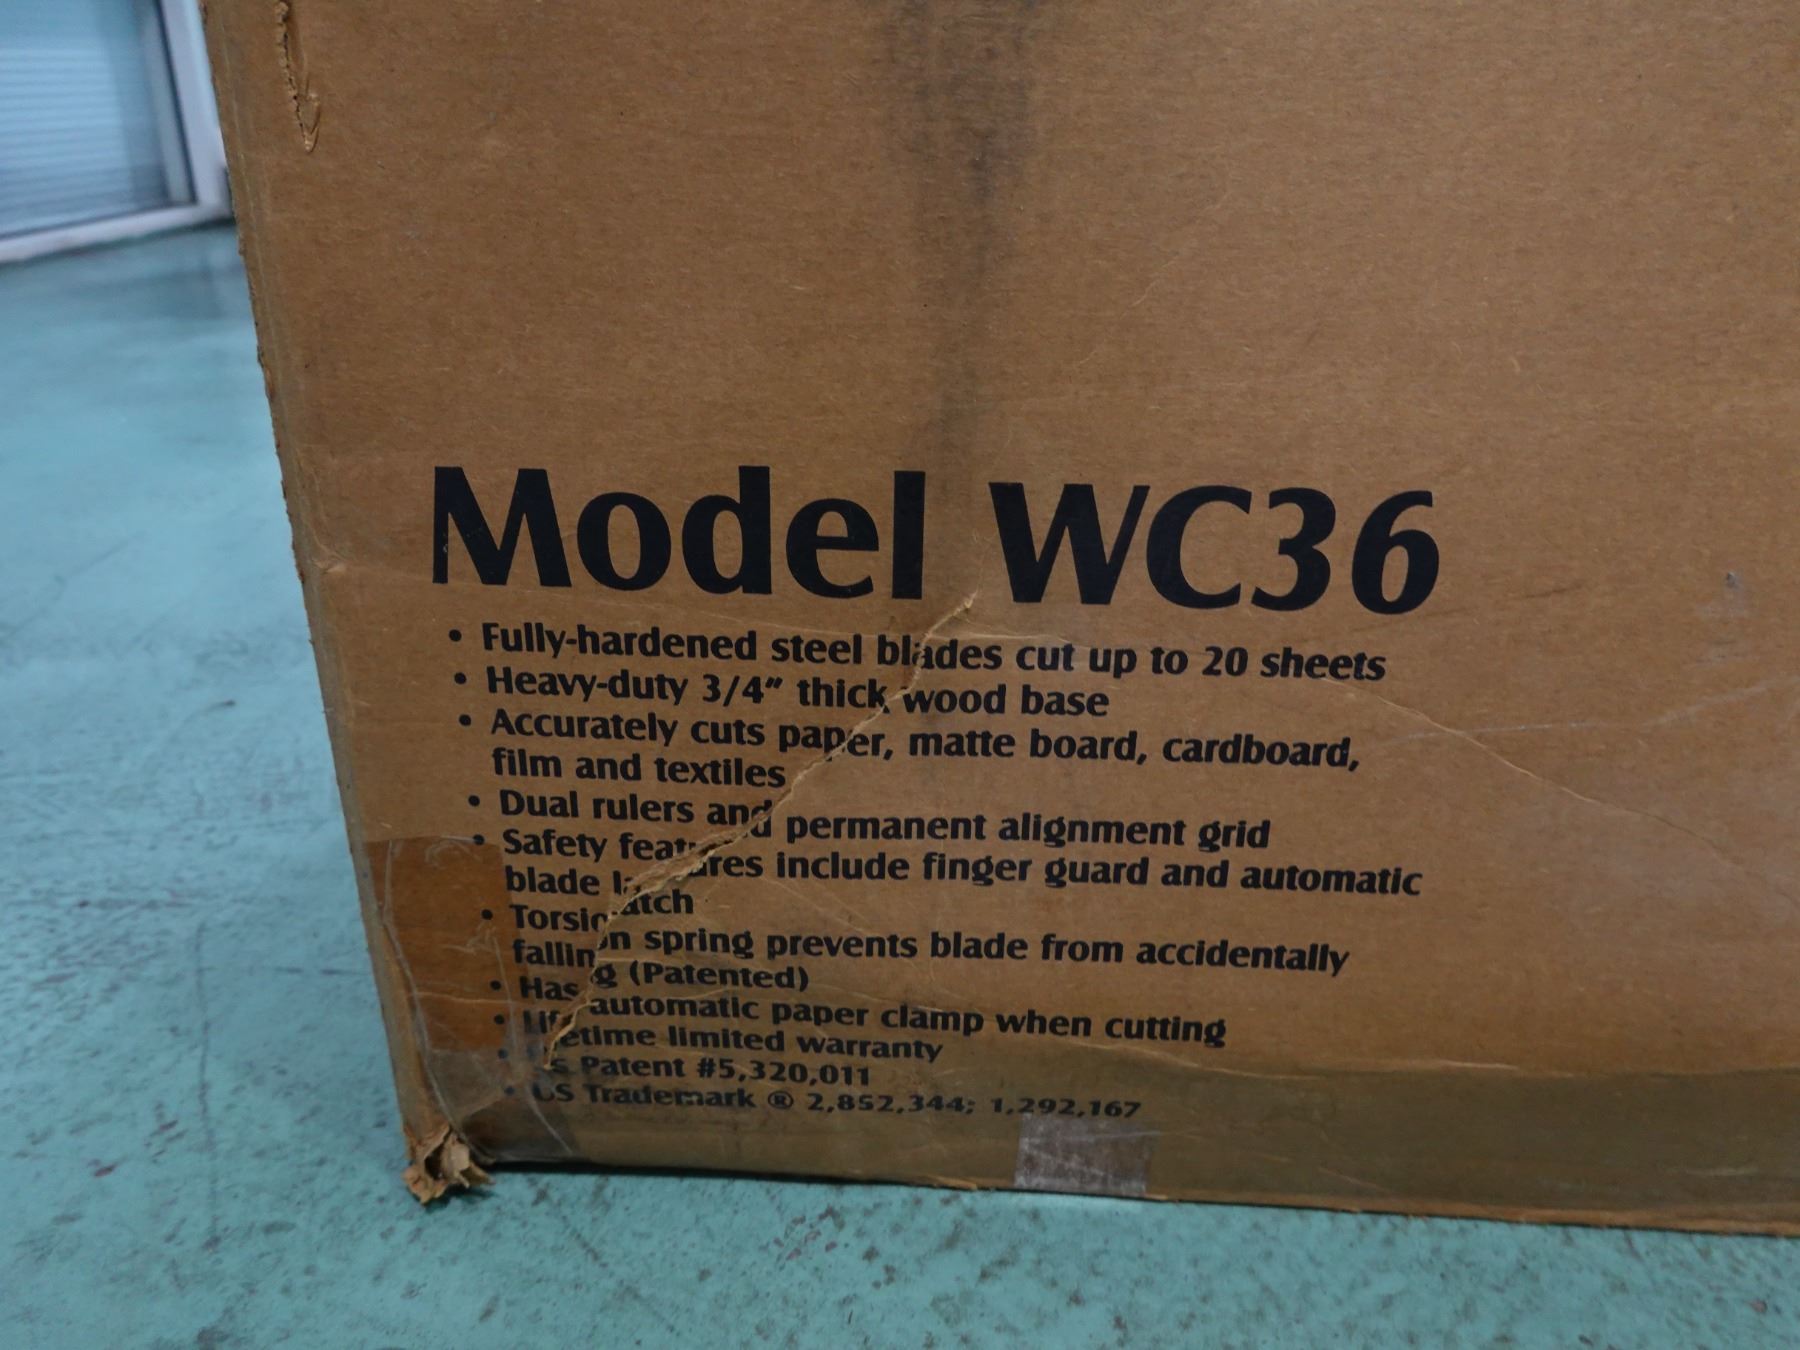 Model WC36
• Fully-hardened steel blades cut up to 20 sheets
• Heavy-duty 3/4" thick wood base
• Accurately cuts paper, matte board, cardboard,
film and textiles
• Dual rulers and permanent alignment grid
• Safety features include finger guard and automatic
blade latch
• Torsion spring prevents blade from accidentally
falling (Patented)
• Has automatic paper clamp when cutting
• Lifetime limited warranty
• Patent #5,320,011
• US Trademark ® 2,852,344; 1,292,167